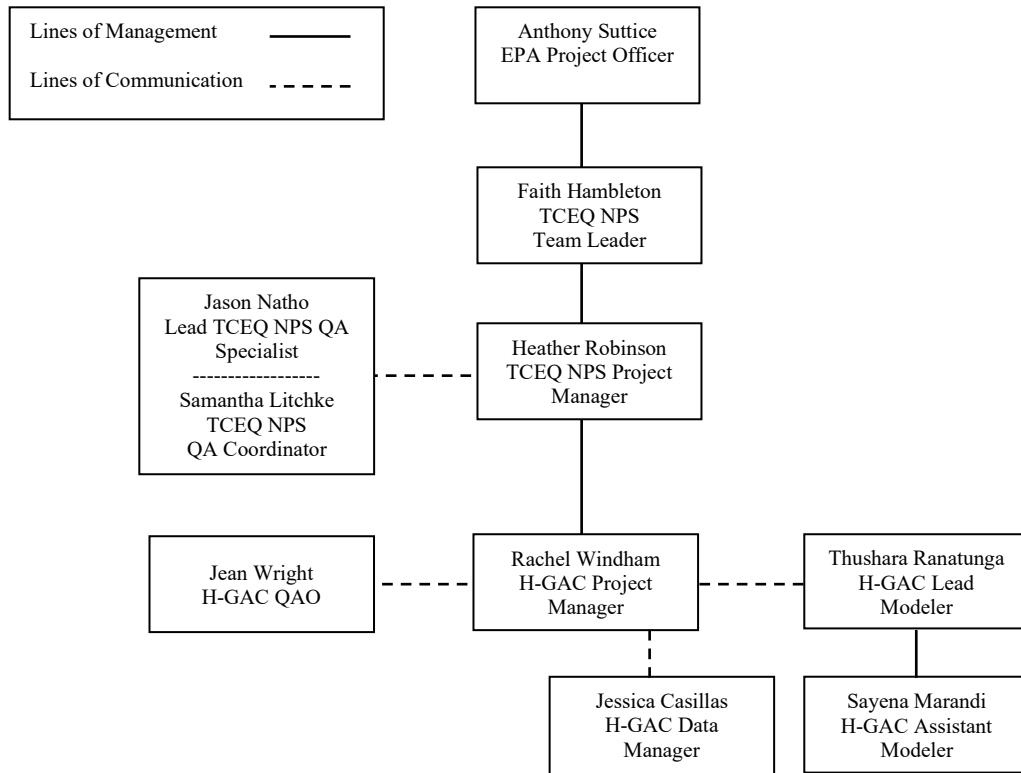 Lines of Management
Lines of Communication
Anthony Suttice
EPA Project Officer
Faith Hambleton
TCEQ NPS
Team Leader
Jason Natho
Lead TCEQ NPS QA
Specialist
------------------
Samantha Litchke
TCEQ NPS
QA Coordinator
Heather Robinson
TCEQ NPS Project
Manager
Jean Wright
H-GAC QAO
Rachel Windham
H-GAC Project
Manager
Thushara Ranatunga
H-GAC Lead
Modeler
Jessica Casillas
H-GAC Data
Manager
Sayena Marandi
H-GAC Assistant
Modeler